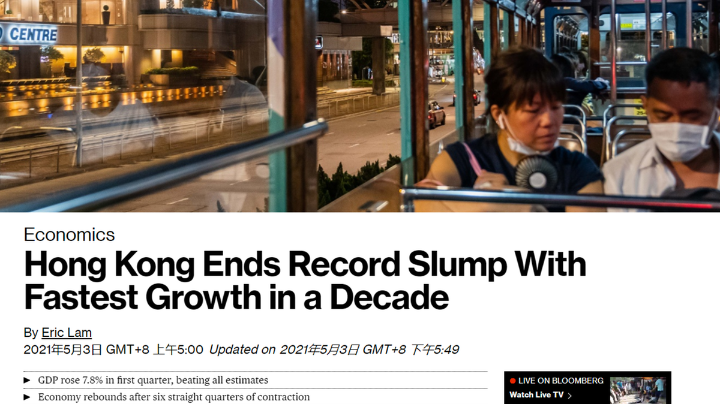 CENTRE
Economics
Hong Kong Ends Record Slump With
Fastest Growth in a Decade
By Eric Lam
2021年5月3日 GMT+8 上午5:00 Updated on 2021年5月3日 GMT+8 下午5:49
► GDP rose 7.8% in first quarter, beating all estimates
► Economy rebounds after six straight quarters of contraction
LIVE ON BLOOMBERG
Watch Live TV >